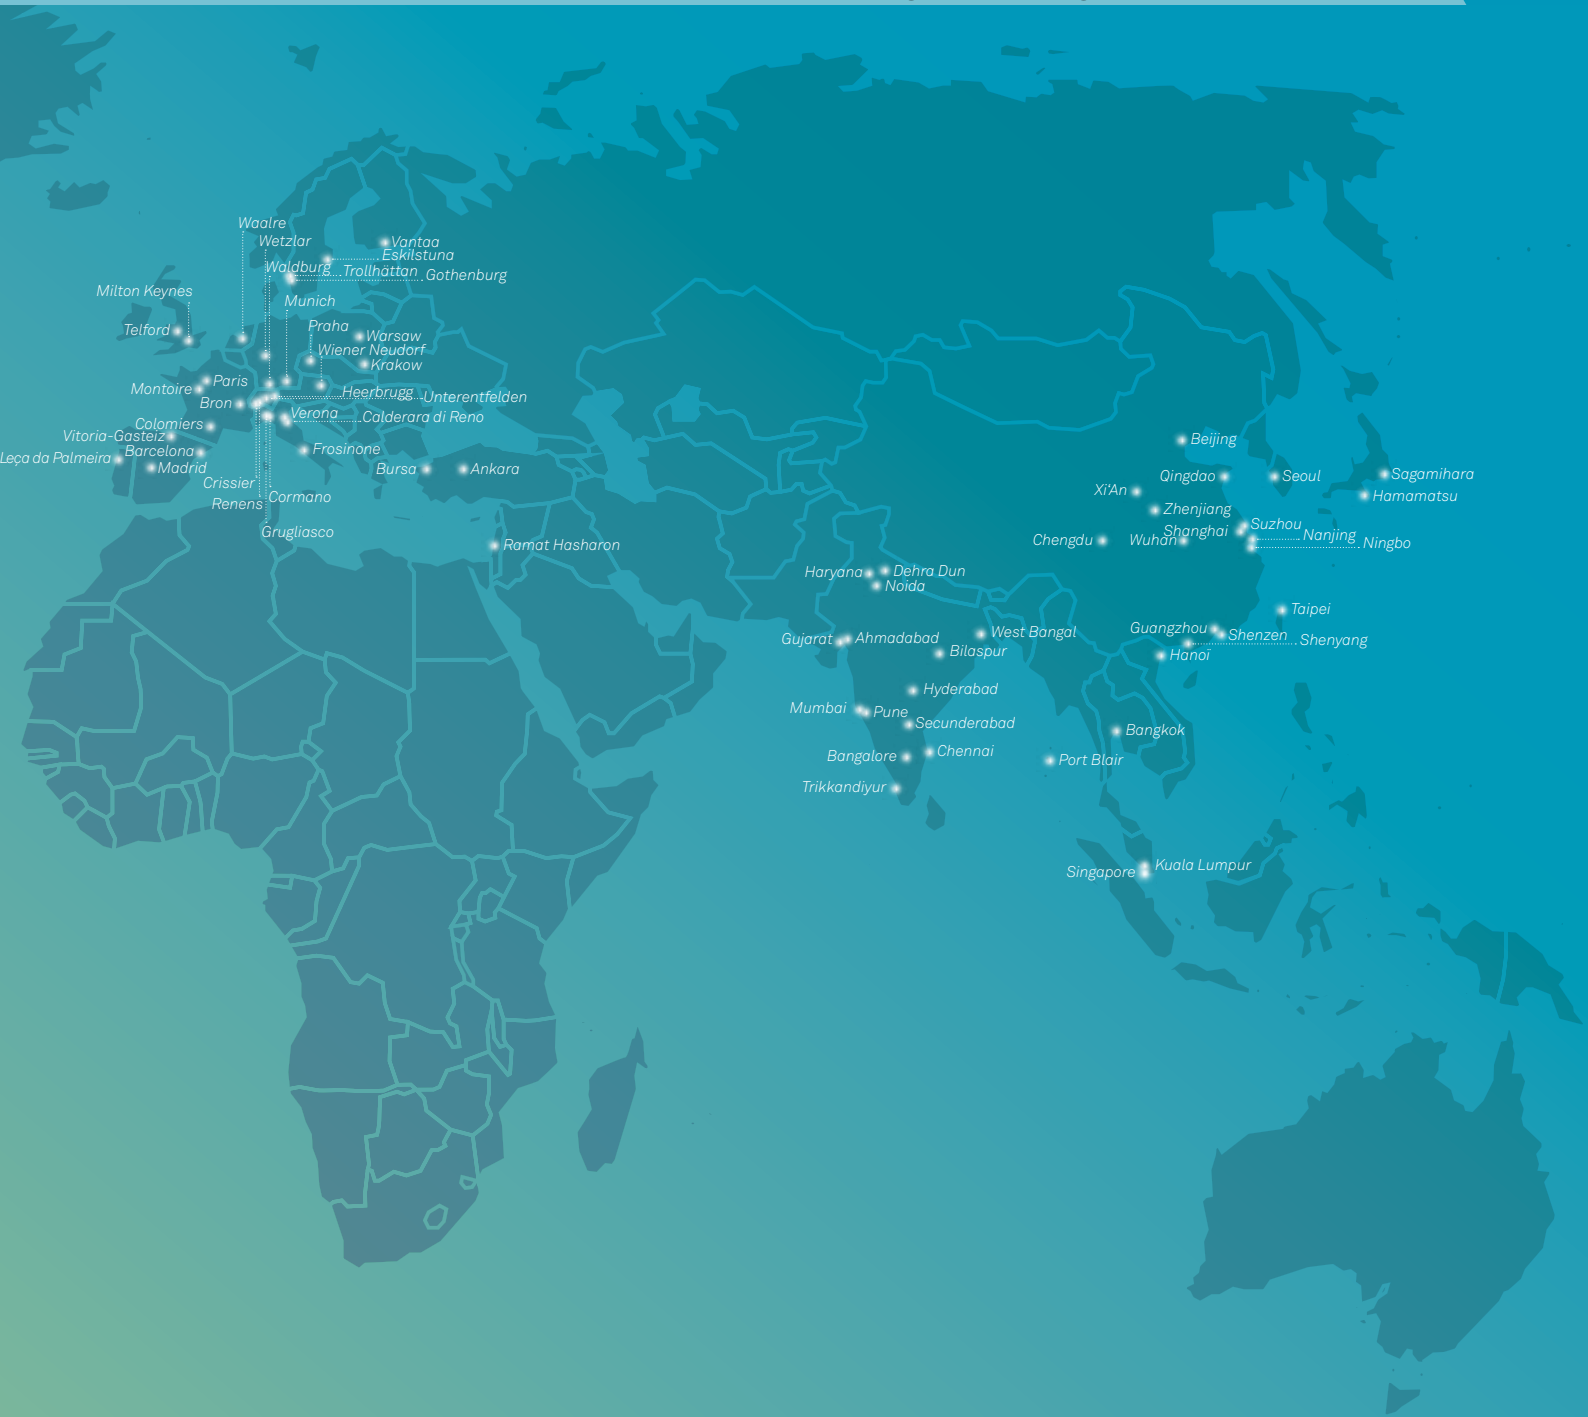 Waalre
Wetzlar
Vantaa
Eskilstuna
Waldburg
Trollhättan
Gothenburg
Milton Keynes
Munich
Telford
Praha
Warsaw
Wiener Neudorf
Krakow
Paris
Montoire
Heerbrugg
Unterentfelden
Bron
Verona
Calderara di Reno
Colomiers
Vitoria-Gasteiz
Barcelona
Frosinone
Leça da Palmeira
Madrid
Bursa
Ankara
Crissier
Cormano
Renens
Grugliasco
Ramat Hasharon
Beijing
Qingdao
Seoul
Sagamihara
Xi'An
Hamamatsu
Zhenjiang
Suzhou
Shanghai
Nanjing
Chengdu
Wuhan
Ningbo
Haryana
Dehra Dun
Noida
Taipei
Gujarat
Ahmadabad
West Bangal
Guangzhou
Shenzen
Shenyang
Bilaspur
Hanoï
Hyderabad
Mumbai
Pune
Secunderabad
Bangkok
Bangalore
Chennai
Port Blair
Trikkandiyur
Kuala Lumpur
Singapore